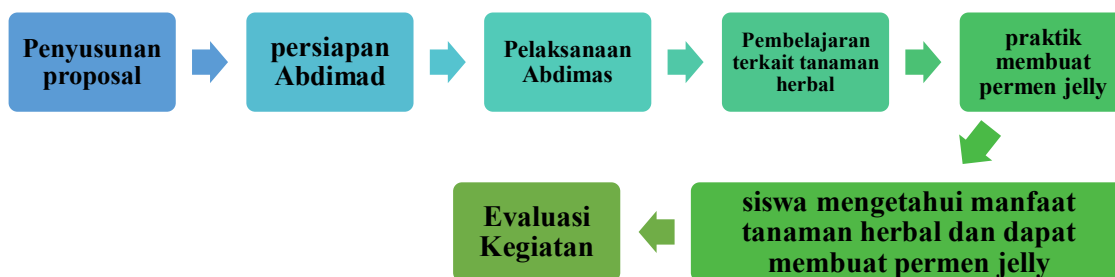 Penyusunan
proposal
persiapan
Abdimad
Pelaksanaan
Abdimas
Pembelajaran
terkait tanaman
herbal
praktik
membuat
permen jelly
siswa mengetahui manfaat
tanaman herbal dan dapat
membuat permen jelly
Evaluasi
Kegiatan